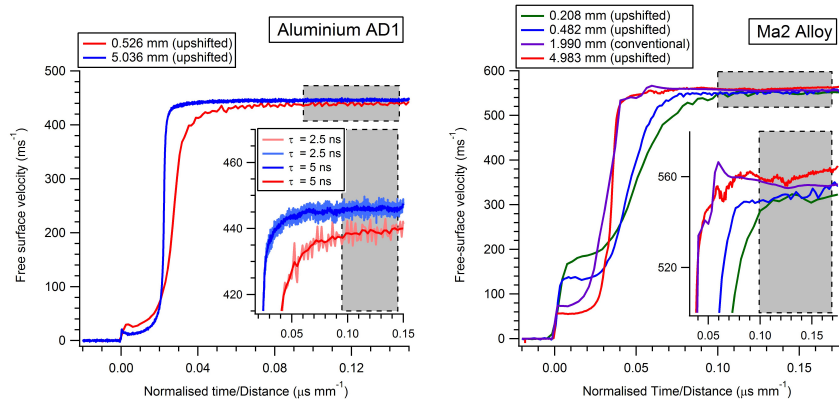 Aluminium AD1
0.526 mm (upshifted)
5.036 mm (upshifted)
Free surface velocity (ms-1)
500
400
300
200
100
0
0.00
0.04
0.08
0.12
Normalised time/Distance (μs mm-1)
τ = 2.5 ns
τ = 2.5 ns
τ = 5 ns
τ = 5 ns
460
440
420
0.05
0.10
0.15
Ma2 Alloy
0.208 mm (upshifted)
0.482 mm (upshifted)
1.990 mm (conventional)
4.983 mm (upshifted)
Free-surface velocity (ms-1)
600
500
400
300
200
100
0
0.00
0.05
0.10
0.15
Normalised Time/Distance (μs mm-1)
560
520
0.05
0.10
0.15